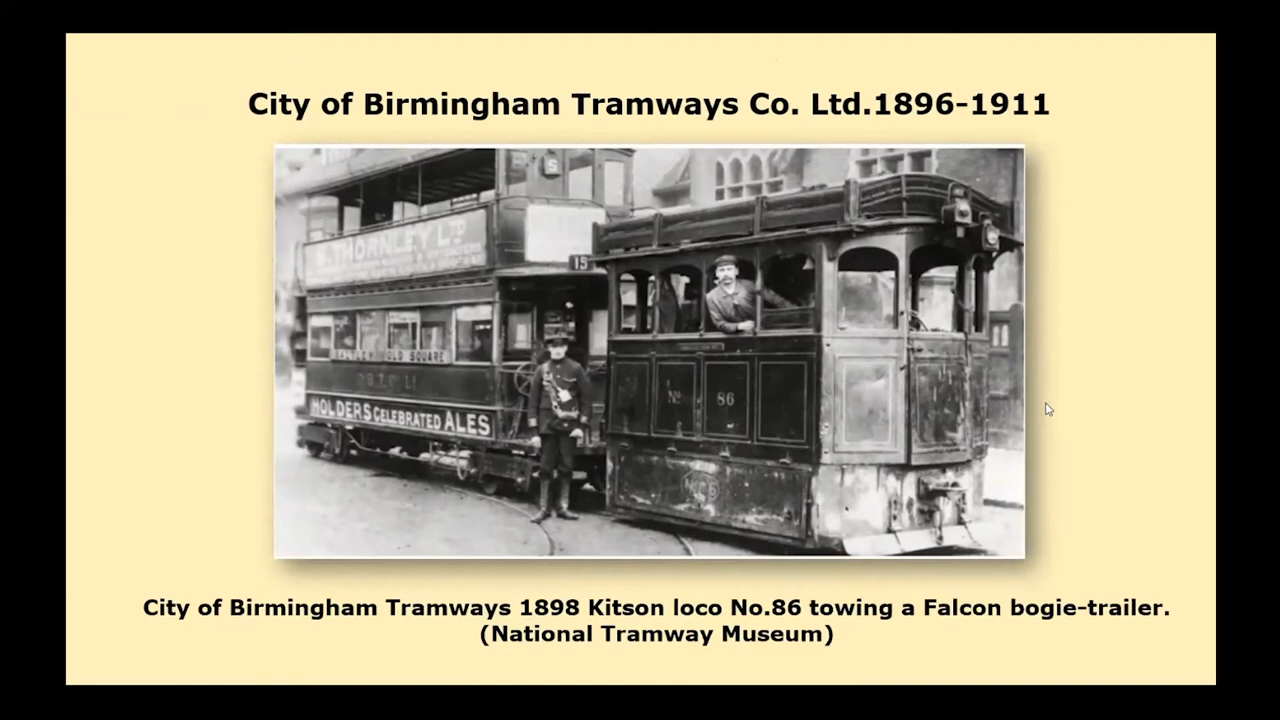 City of Birmingham Tramways Co. Ltd.1896-1911
S
THORNLEY LTD
15
OLD SQUARE
HOLDERS CELEBRATED ALES
No 86
City of Birmingham Tramways 1898 Kitson loco No.86 towing a Falcon bogie-trailer.
(National Tramway Museum)